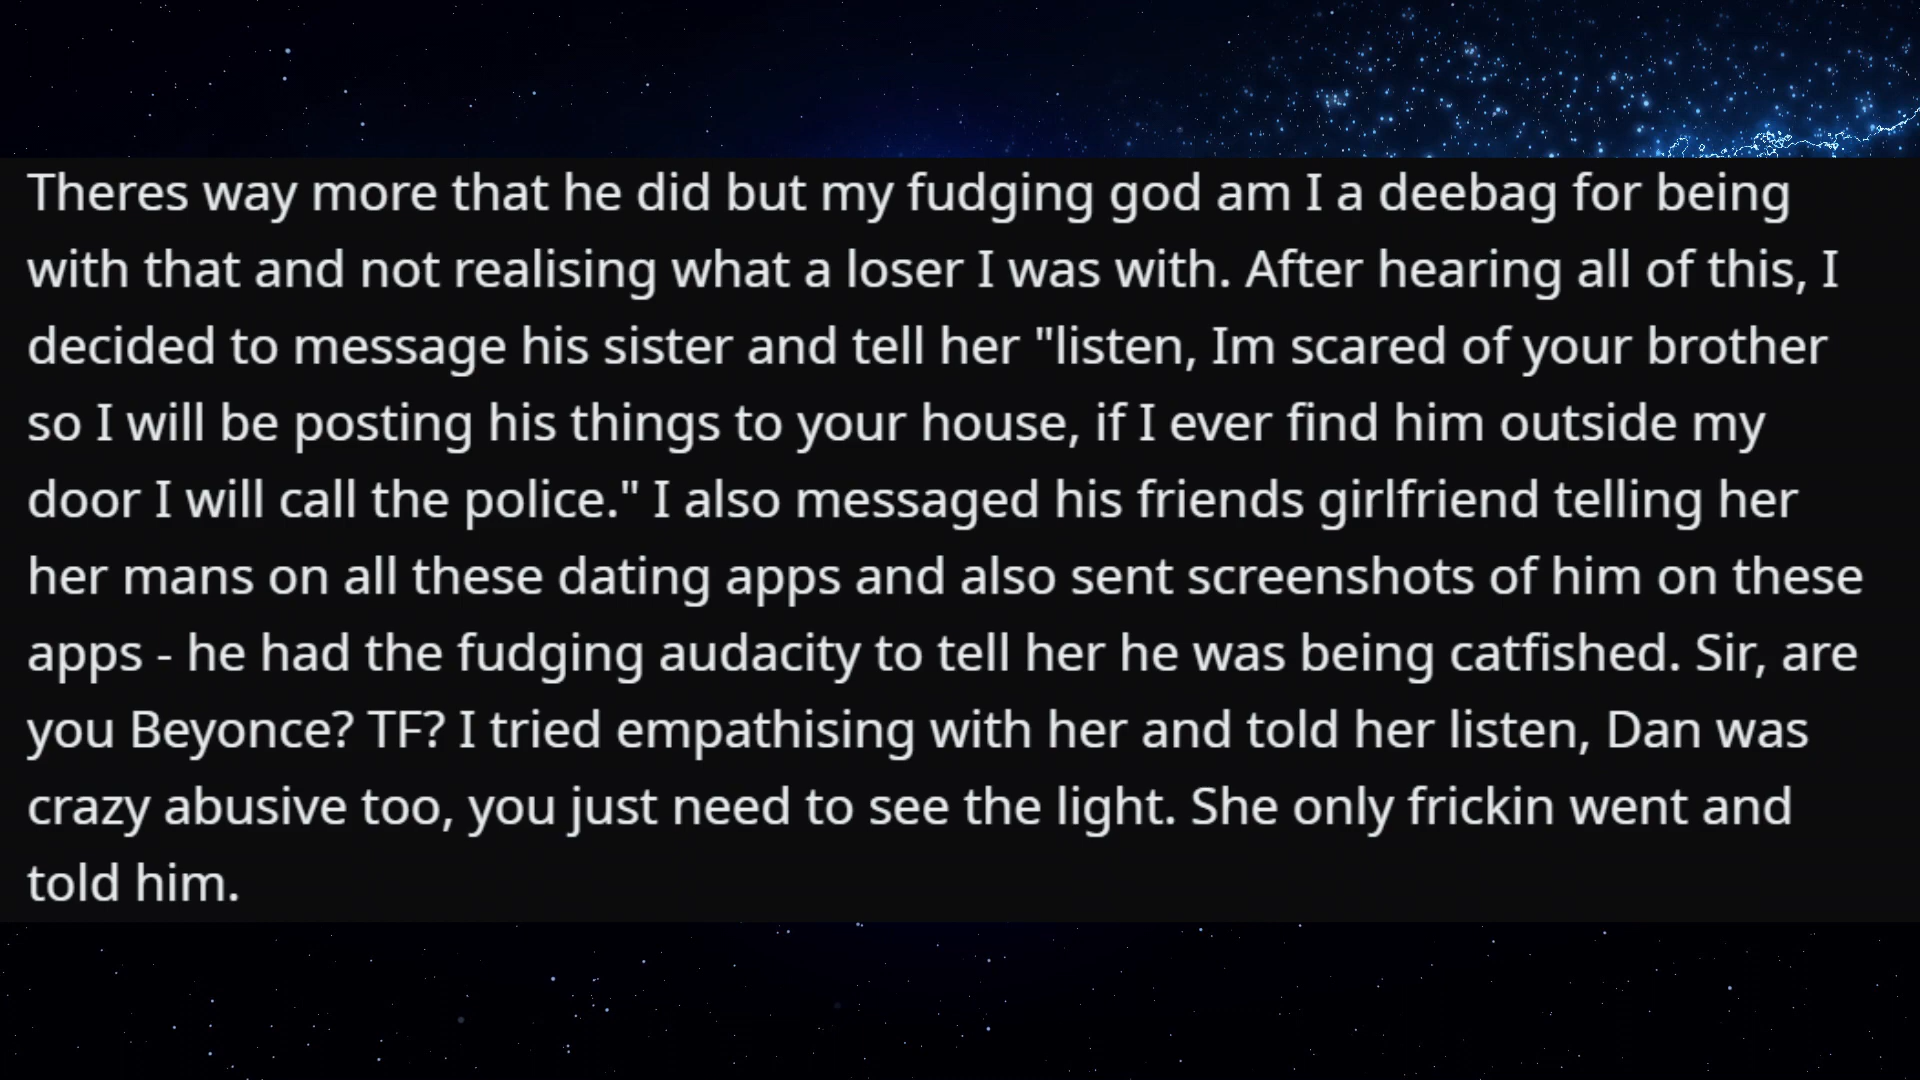 Theres way more that he did but my fudging god am I a deebag for being
with that and not realising what a loser I was with. After hearing all of this, I
decided to message his sister and tell her "listen, Im scared of your brother
so I will be posting his things to your house, if I ever find him outside my
door I will call the police." I also messaged his friends girlfriend telling her
her mans on all these dating apps and also sent screenshots of him on these
apps - he had the fudging audacity to tell her he was being catfished. Sir, are
you Beyonce? TF? I tried empathising with her and told her listen, Dan was
crazy abusive too, you just need to see the light. She only frickin went and
told him.